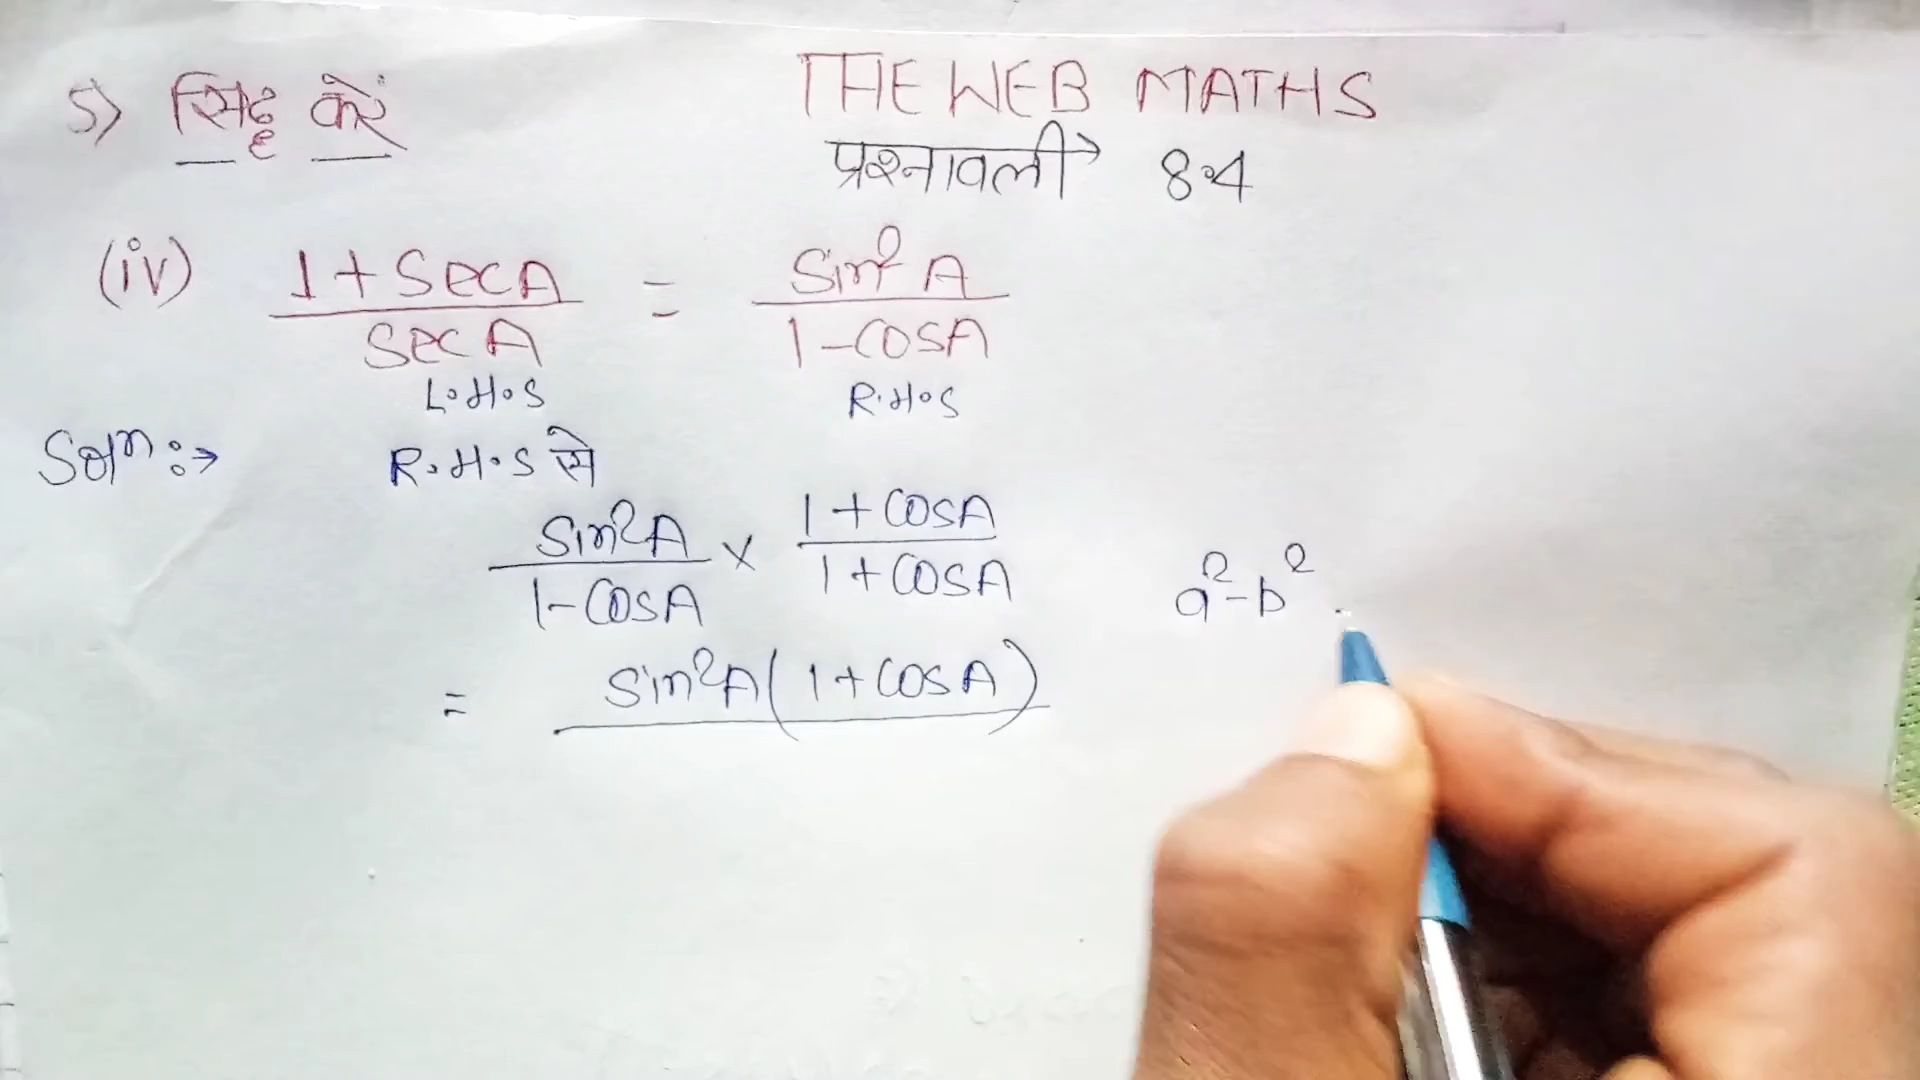 THE WEB MATHS
5) सिद्ध करें
प्रश्नावली → 8.4
(iv) 1+SecA / SecA = Sin²A / 1-COSA
L.H.S R.H.S
Soln:→ R.H.S से
Sin²A / 1-COSA × 1+COSA / 1+COSA
a²-b²
= Sin²A(1+COSA)